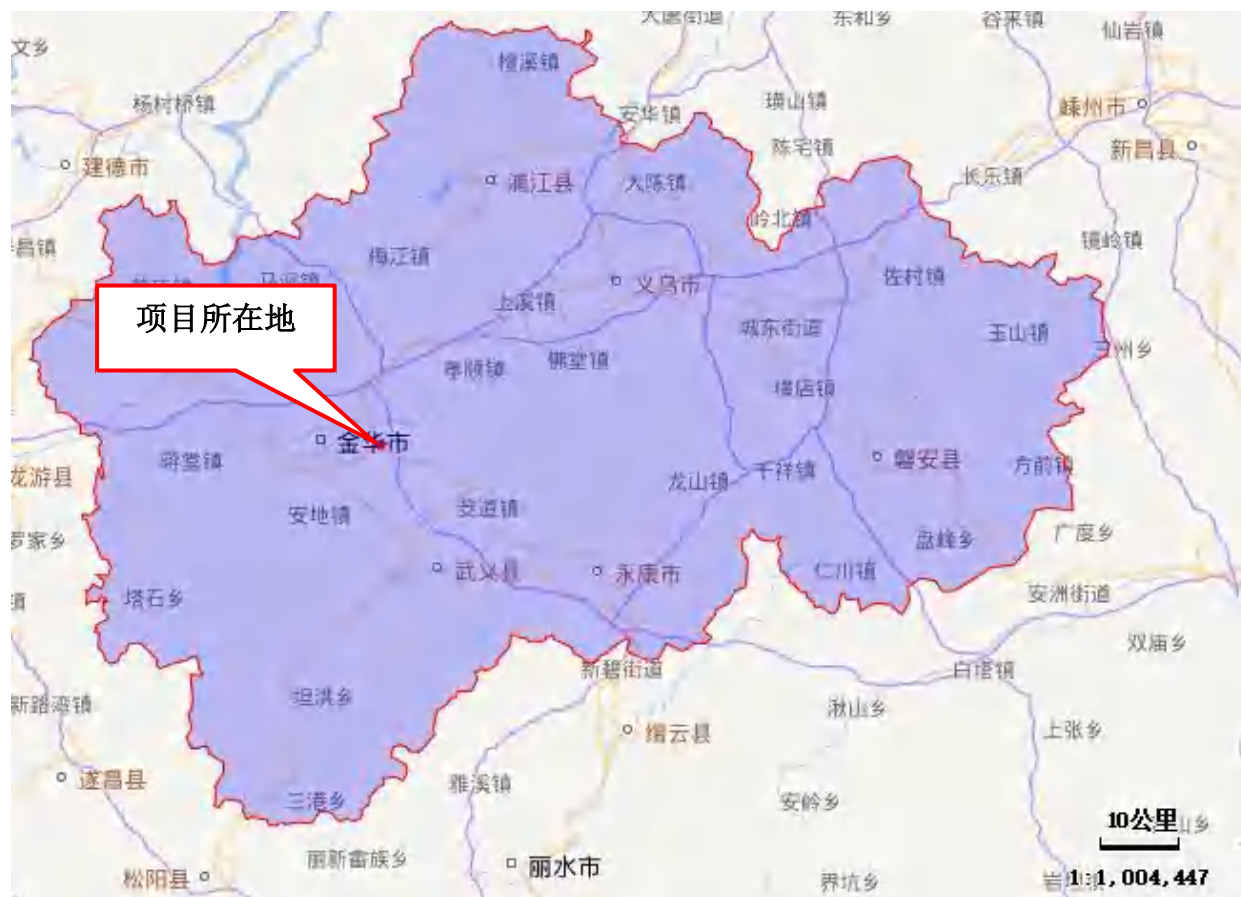 大唐街道
东和乡
谷来镇
仙岩镇
文乡
檀溪镇
杨村桥镇
安华镇
璜山镇
嵊州市
陈宅镇
新昌县
建德市
浦江县
大陈镇
长乐镇
岭北镇
镜岭镇
昌镇
梅江镇
马涧镇
佐村镇
义乌市
上溪镇
项目所在地
城东街道
玉山镇
州乡
孝顺镇
佛堂镇
横店镇
金华市
蒋堂镇
龙游县
龙山镇
千祥镇
磐安县
方前镇
安地镇
罗家乡
盘峰乡
广度乡
武义县
永康市
仁川镇
塔石乡
镇
安洲街道
双庙乡
新碧街道
白塔镇
坦洪乡
新路湾镇
湫山乡
缙云县
上张乡
遂昌县
雅溪镇
三港乡
安岭乡
10公里
山乡
丽新畲族乡
丽水市
松阳县
界坑乡
1:1,004,447